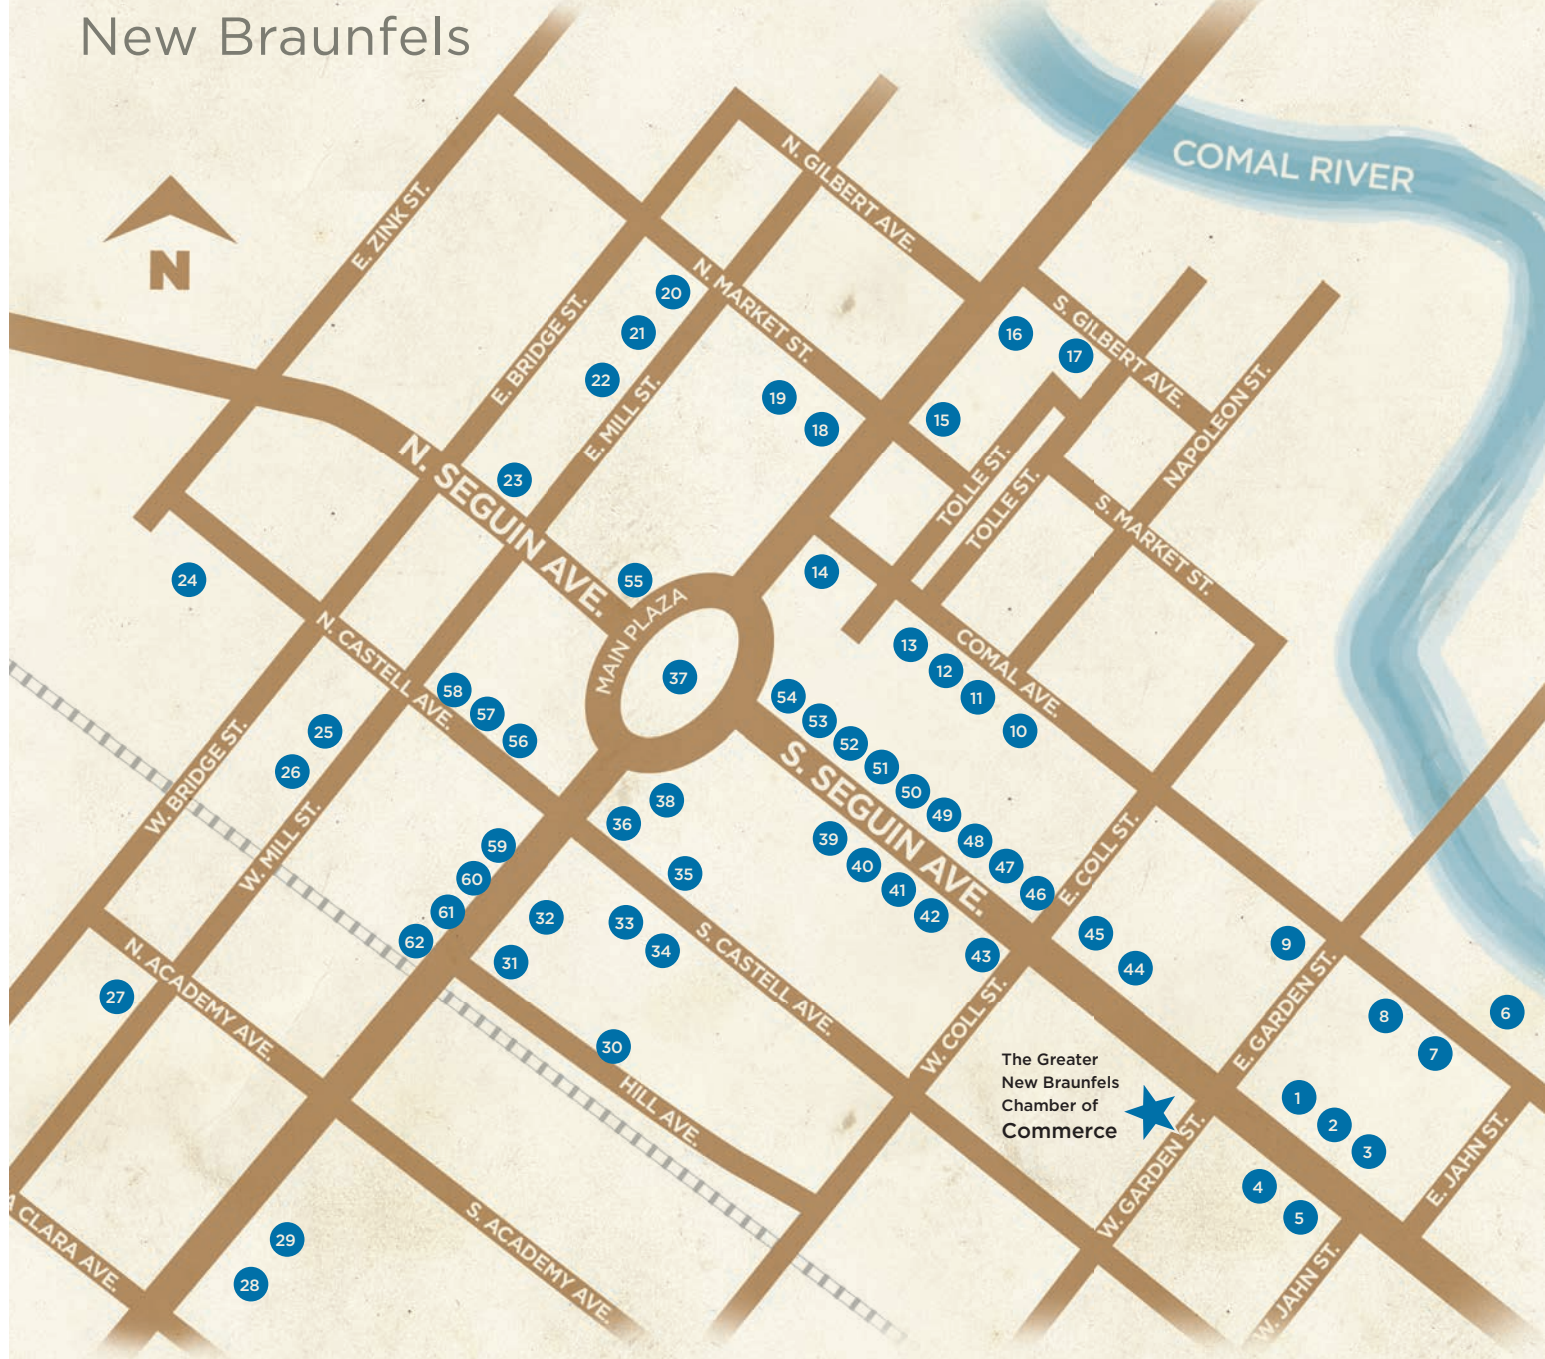 New Braunfels
COMAL RIVER
N. GILBERT AVE.
E. ZINK ST.
N
20
N. MARKET ST.
S. GILBERT AVE.
16
21
17
E. BRIDGE ST.
22
19
18
15
E. MILL ST.
NAPOLEON ST.
N. SEGUIN AVE.
23
TOLLE ST.
TOLLE ST.
S. MARKET ST.
24
55
14
MAIN PLAZA
N. CASTELL AVE.
13
12
11
10
COMAL AVE.
37
58
57
56
54
53
52
51
50
49
48
47
46
S. SEGUIN AVE.
25
26
W. BRIDGE ST.
W. MILL ST.
38
36
39
40
41
42
43
E. COLL ST.
59
60
61
62
35
32
33
34
31
S. CASTELL AVE.
45
44
9
E. GARDEN ST.
N. ACADEMY AVE.
27
W. COLL ST.
8
7
6
30
HILL AVE.
The Greater
New Braunfels
Chamber of
Commerce
1
2
3
W. GARDEN ST.
E. JAHN ST.
4
5
A CLARA AVE.
29
28
S. ACADEMY AVE.
W. JAHN ST.